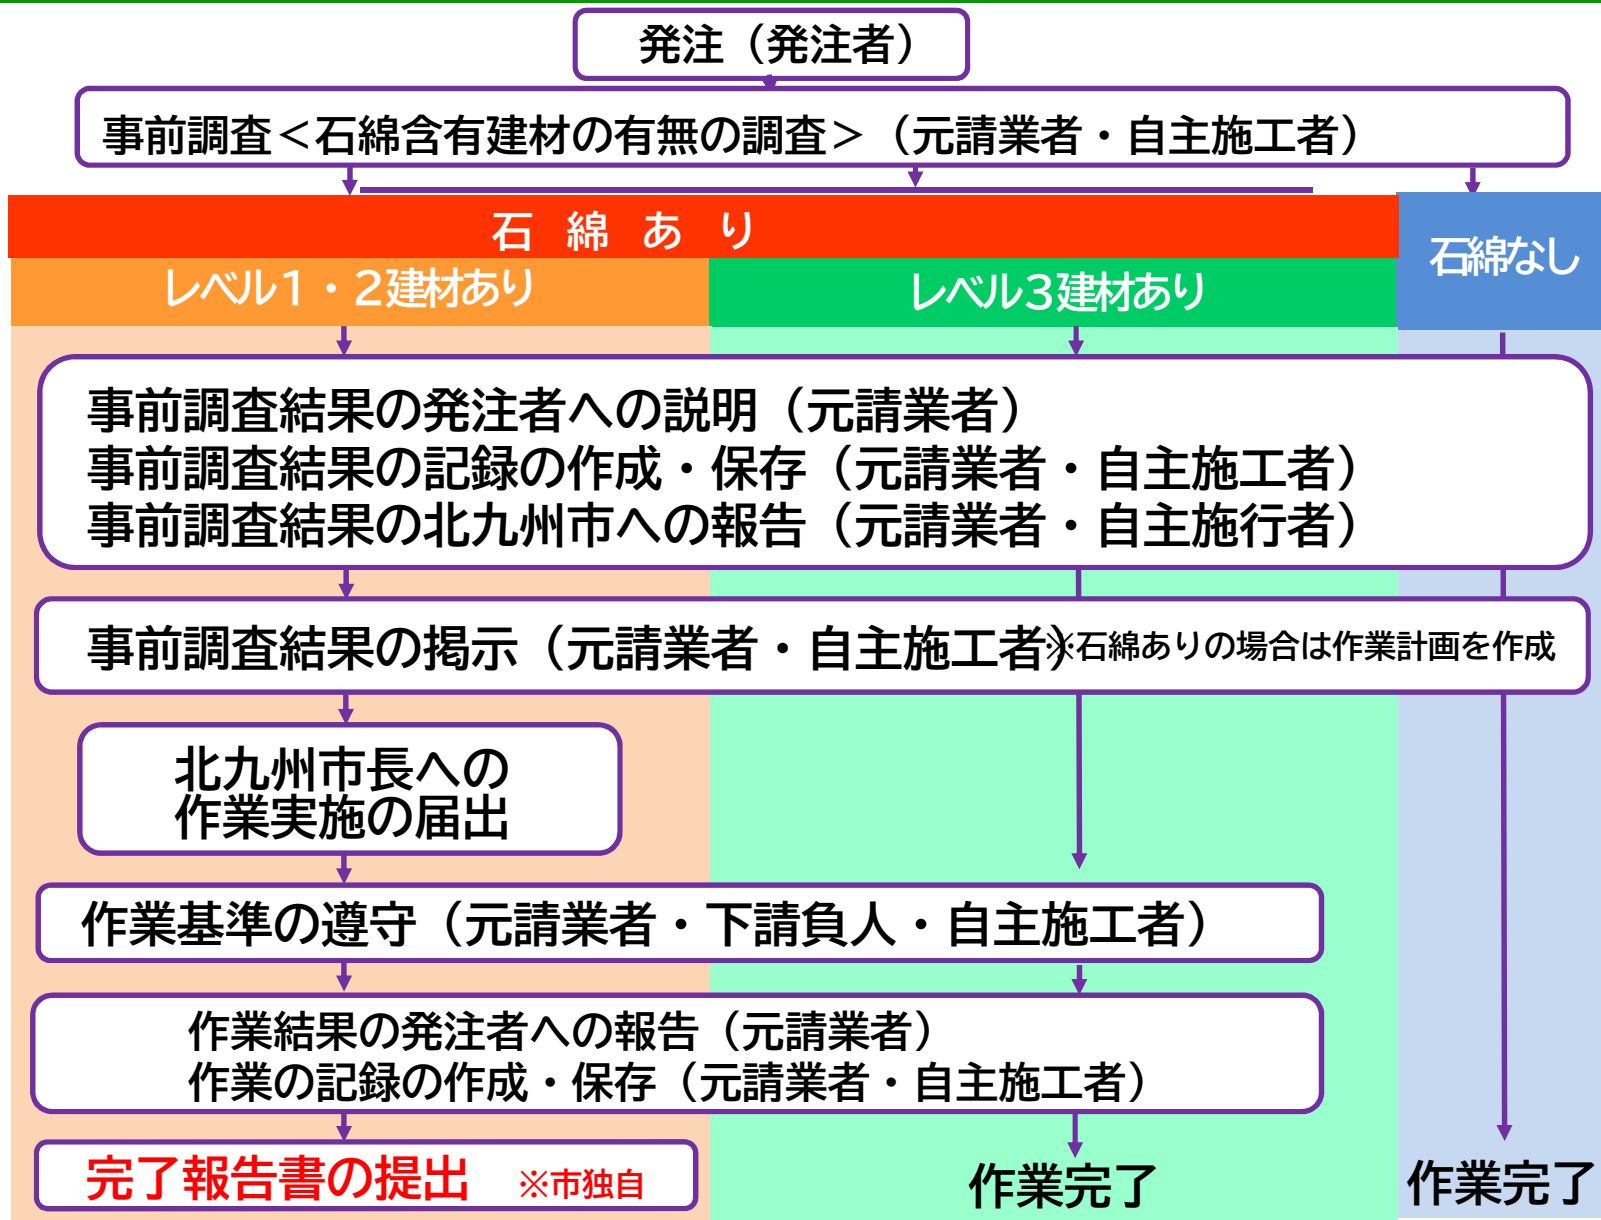 発注（発注者）
事前調査＜石綿含有建材の有無の調査＞（元請業者・自主施工者）
石綿あり
石綿なし
レベル１・２建材あり
レベル３建材あり
事前調査結果の発注者への説明（元請業者）
事前調査結果の記録の作成・保存（元請業者・自主施工者）
事前調査結果の北九州市への報告（元請業者・自主施行者）
事前調査結果の掲示（元請業者・自主施工者）※石綿ありの場合は作業計画を作成
北九州市長への
作業実施の届出
作業基準の遵守（元請業者・下請負人・自主施工者）
作業結果の発注者への報告（元請業者）
作業の記録の作成・保存（元請業者・自主施工者）
完了報告書の提出　※市独自
作業完了
作業完了